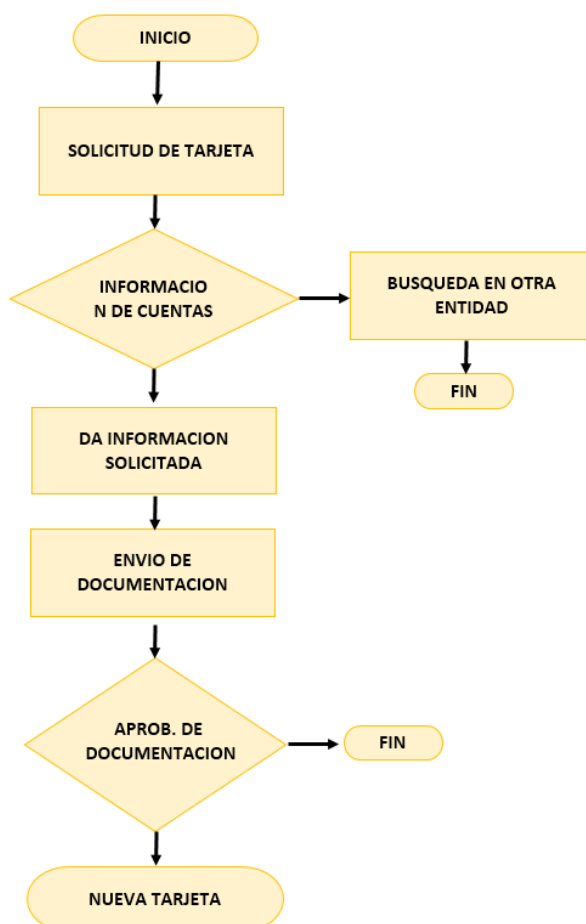 INICIO
SOLICITUD DE TARJETA
INFORMACIO
N DE CUENTAS
BUSQUEDA EN OTRA
ENTIDAD
FIN
DA INFORMACION
SOLICITADA
ENVIO DE
DOCUMENTACION
APROB. DE
DOCUMENTACION
FIN
NUEVA TARJETA